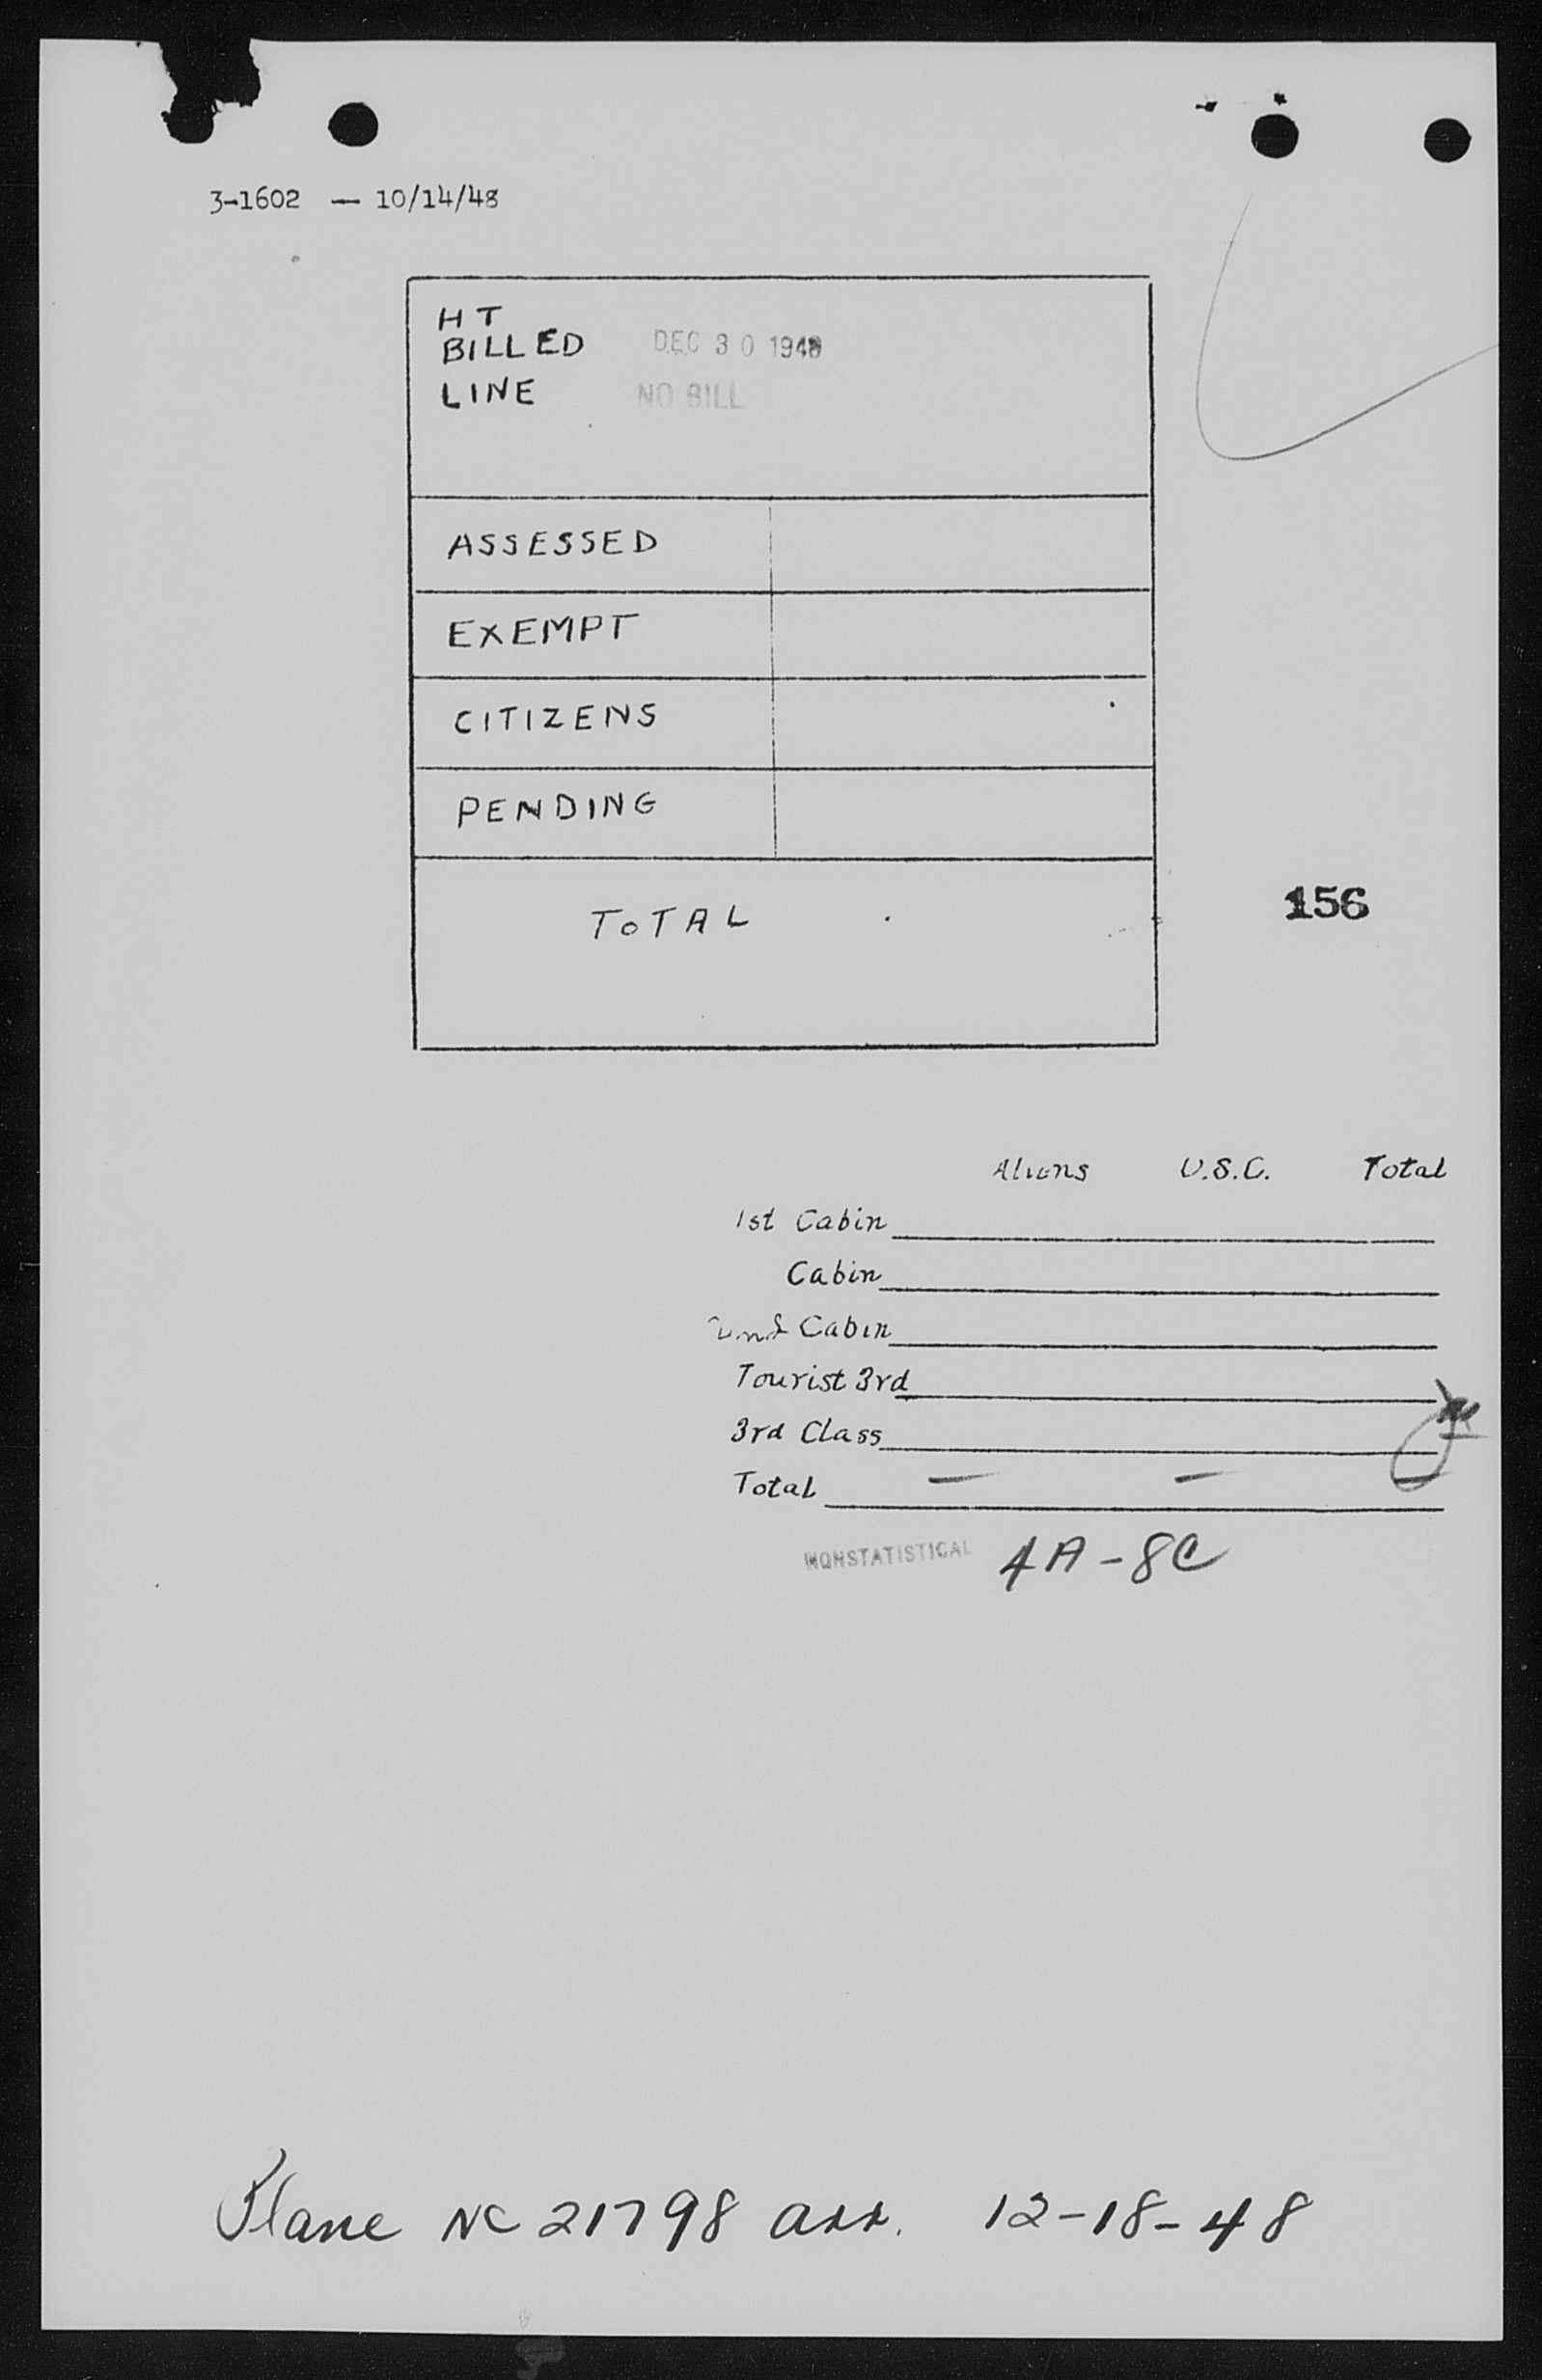 3-1602 — 10/14/48
HT
BILLED DEC 30 1948
LINE NO BILL
ASSESSED
EXEMPT
CITIZENS
PENDING
TOTAL
156
Aliens U.S.C. Total
1st Cabin
Cabin
2nd Cabin
Tourist 3rd
3rd Class
Total — — —
NONSTATISTICAL 4A-8C
Plane NC 21798 arr. 12-18-48